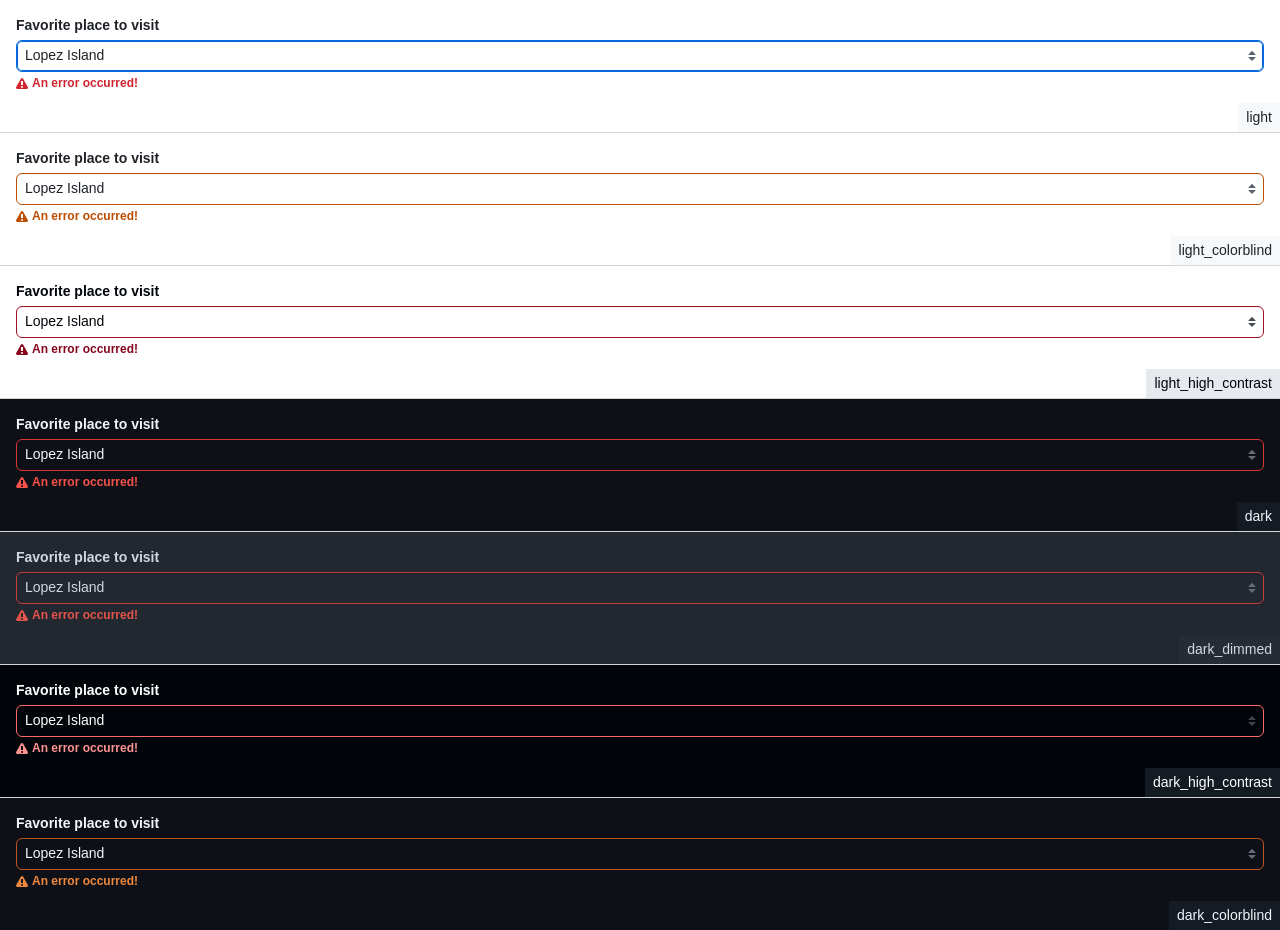 Favorite place to visit
Lopez Island
An error occurred!
light
Favorite place to visit
Lopez Island
An error occurred!
light_colorblind
Favorite place to visit
Lopez Island
An error occurred!
light_high_contrast
Favorite place to visit
Lopez Island
An error occurred!
dark
Favorite place to visit
Lopez Island
An error occurred!
dark_dimmed
Favorite place to visit
Lopez Island
An error occurred!
dark_high_contrast
Favorite place to visit
Lopez Island
An error occurred!
dark_colorblind